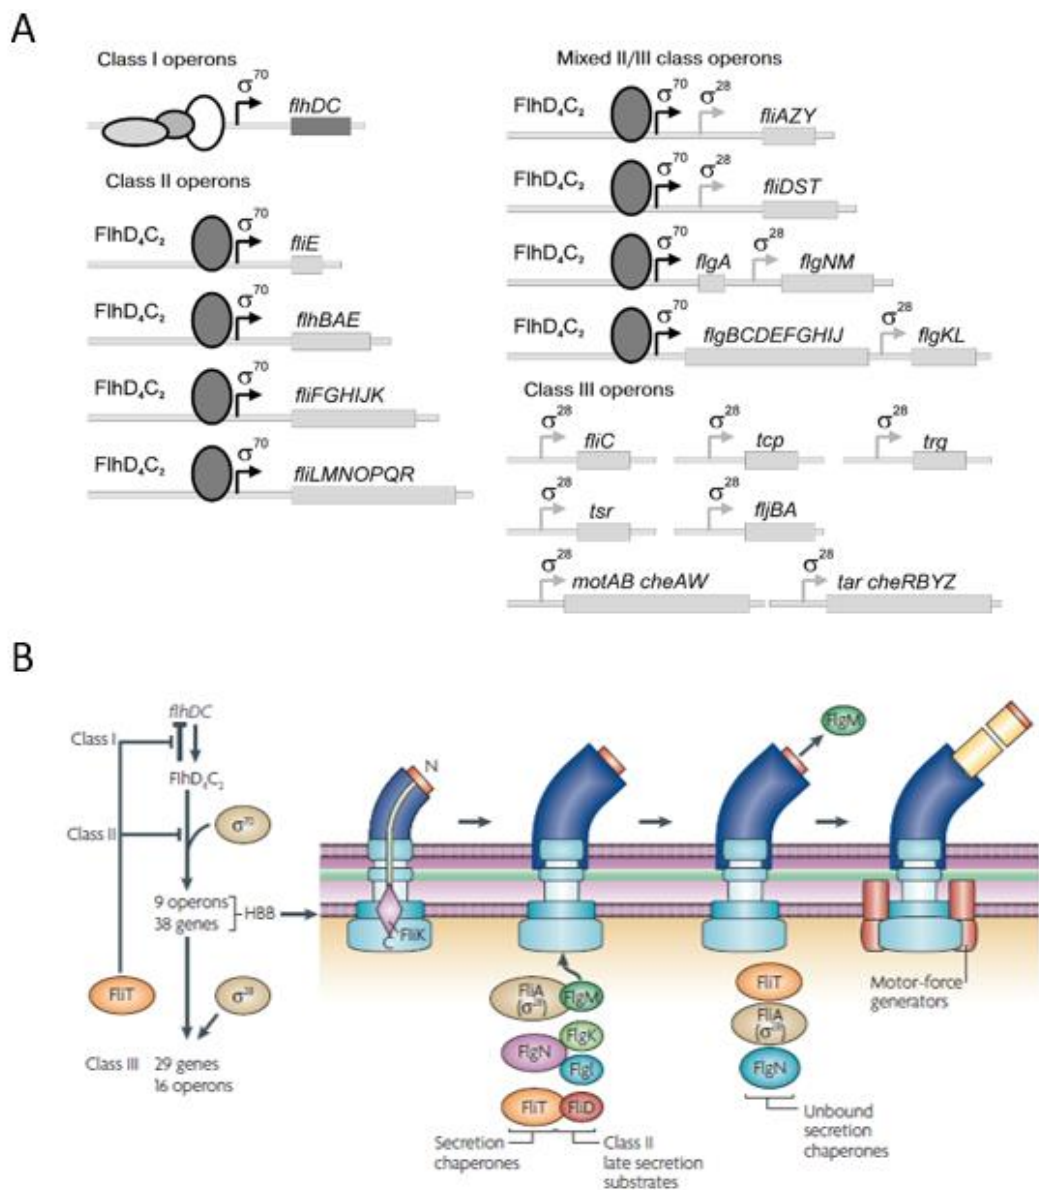 A
Class I operons
σ70
flhDC
Class II operons
FlhD4C2
σ70
fliE
FlhD4C2
σ70
flhBAE
FlhD4C2
σ70
fliFGHIJK
FlhD4C2
σ70
fliLMNOPQR
Mixed II/III class operons
FlhD4C2
σ70
σ28
fliAZY
FlhD4C2
σ70
σ28
fliDST
FlhD4C2
σ70
flgA
σ28
flgNM
FlhD4C2
σ70
flgBCDEFGHIJ
σ28
flgKL
Class III operons
σ28
fliC
σ28
tcp
σ28
trg
σ28
tsr
σ28
fljBA
σ28
motAB cheAW
σ28
tar cheRBYZ
B
flhDC
Class I
FlhD4C2
Class II
σ70
9 operons
38 genes
HBB
FliT
σ28
Class III
29 genes
16 operons
N
C
FliK
FliA
(σ28)
FlgM
FlgN
FlgK
FlgL
FliT
FliD
Secretion
chaperones
Class II
late secretion
substrates
FlgM
FliT
FliA
(σ28)
FlgN
Unbound
secretion
chaperones
Motor-force
generators